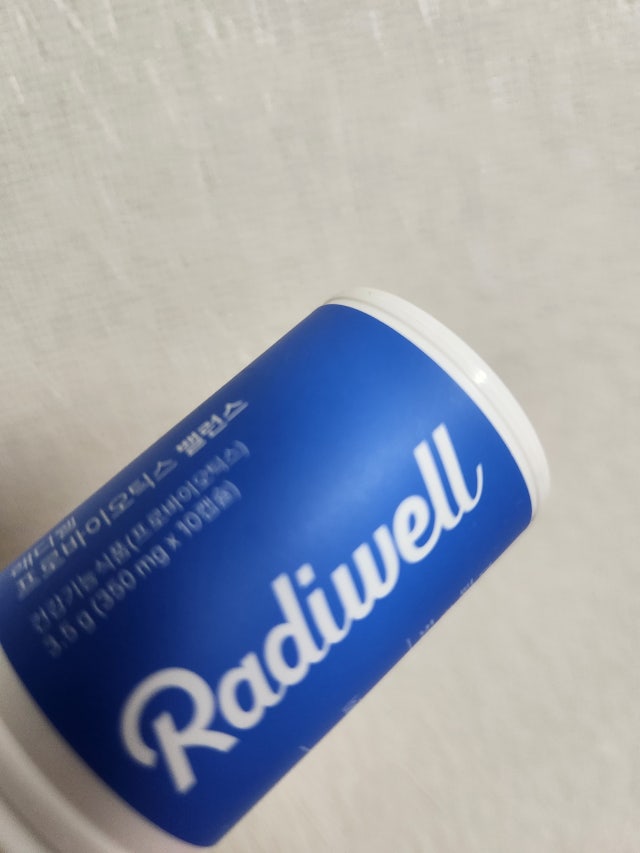 Radiwell
래디웰
프로바이오틱스 밸런스
건강기능식품(프로바이오틱스)
3.5 g (350 mg x 10캡슐)